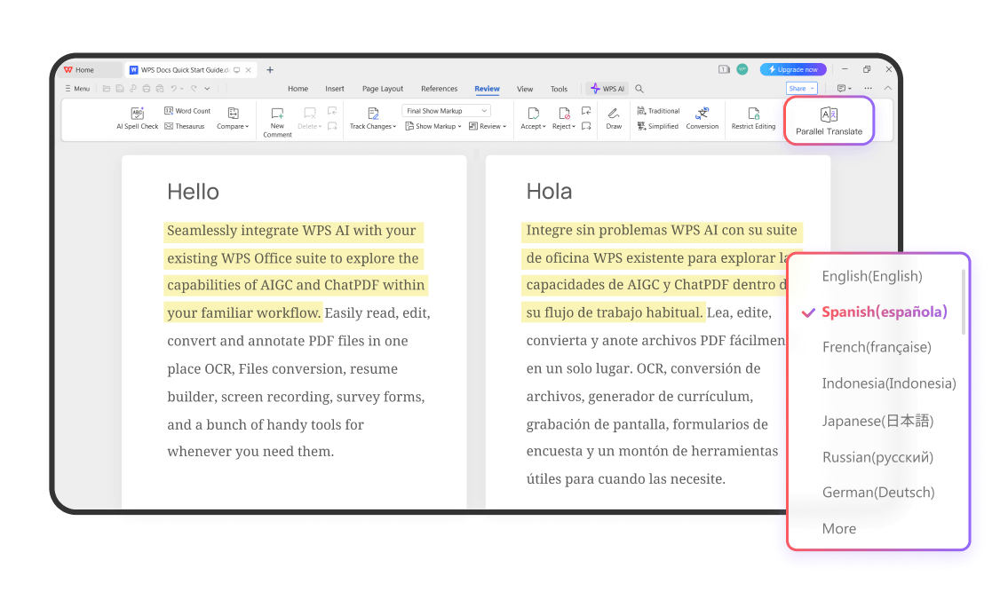 Home
WPS Docs Quick Start Guide.d
Upgrade now
Menu
Home Insert Page Layout References Review View Tools WPS AI
Share
AI Spell Check
Word Count
Thesaurus
Compare
New
Comment
Delete
Track Changes
Final Show Markup
Show Markup
Review
Accept
Reject
Draw
Traditional
Simplified
Conversion
Restrict Editing
Parallel Translate
Hello
Seamlessly integrate WPS AI with your
existing WPS Office suite to explore the
capabilities of AIGC and ChatPDF within
your familiar workflow. Easily read, edit,
convert and annotate PDF files in one
place OCR, Files conversion, resume
builder, screen recording, survey forms,
and a bunch of handy tools for
whenever you need them.
Hola
Integre sin problemas WPS AI con su suite
de oficina WPS existente para explorar la
capacidades de AIGC y ChatPDF dentro d
su flujo de trabajo habitual. Lea, edite,
convierta y anote archivos PDF fácilmen
en un solo lugar. OCR, conversión de
archivos, generador de currículum,
grabación de pantalla, formularios de
encuesta y un montón de herramientas
útiles para cuando las necesite.
English(English)
Spanish(española)
French(française)
Indonesia(Indonesia)
Japanese(日本語)
Russian(русский)
German(Deutsch)
More